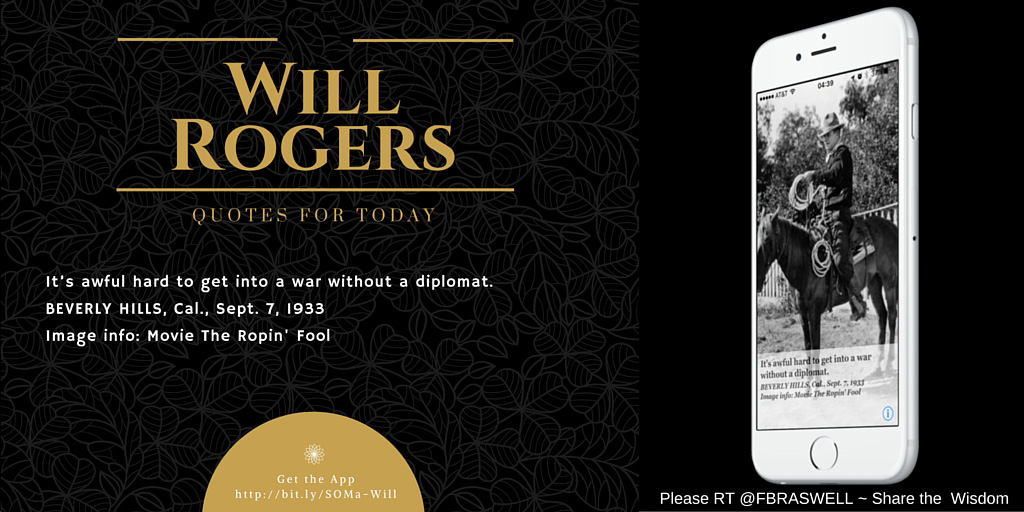 WILL
ROGERS
QUOTES FOR TODAY
It's awful hard to get into a war without a diplomat.
BEVERLY HILLS, Cal., Sept. 7, 1933
Image info: Movie The Ropin' Fool
Get the App
http://bit.ly/SOMa-Will
AT&T
04:39
It's awful hard to get into a war
without a diplomat.
BEVERLY HILLS, Cal., Sept. 7, 1933
Image info: Movie The Ropin' Fool
Please RT @FBRASWELL ~ Share the Wisdom